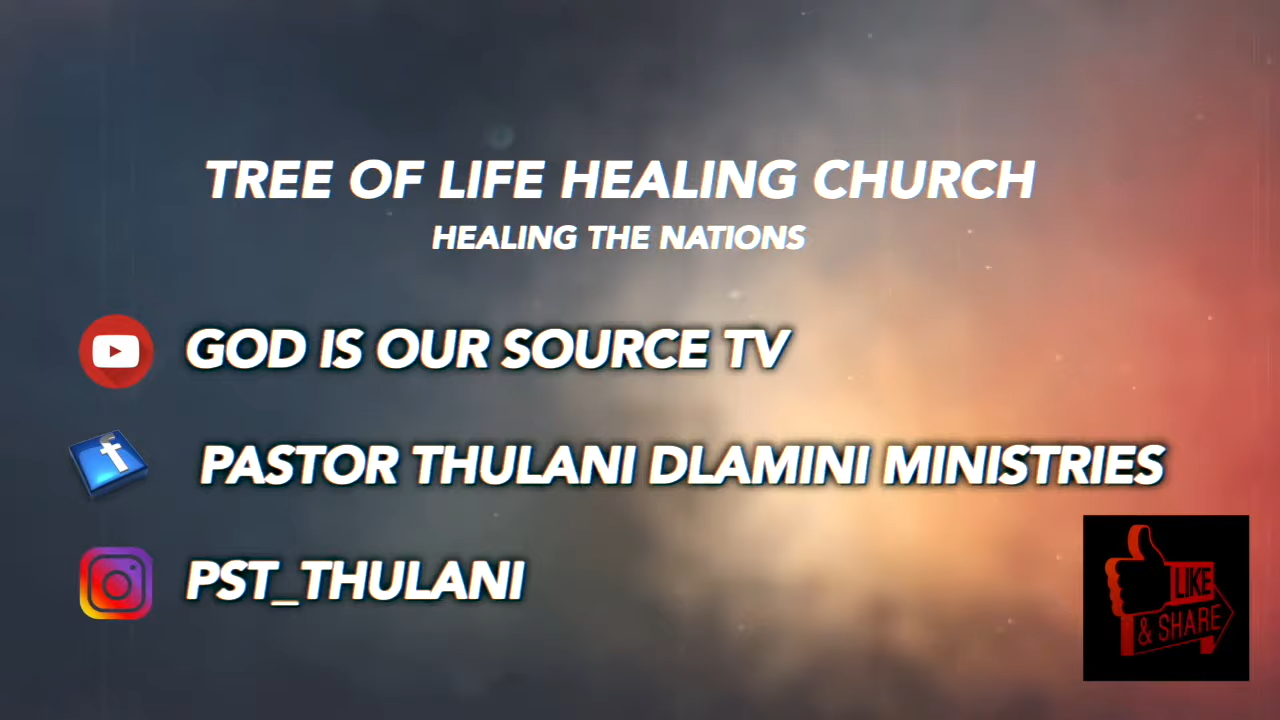 TREE OF LIFE HEALING CHURCH
HEALING THE NATIONS
GOD IS OUR SOURCE TV
PASTOR THULANI DLAMINI MINISTRIES
PST_THULANI
LIKE
& SHARE